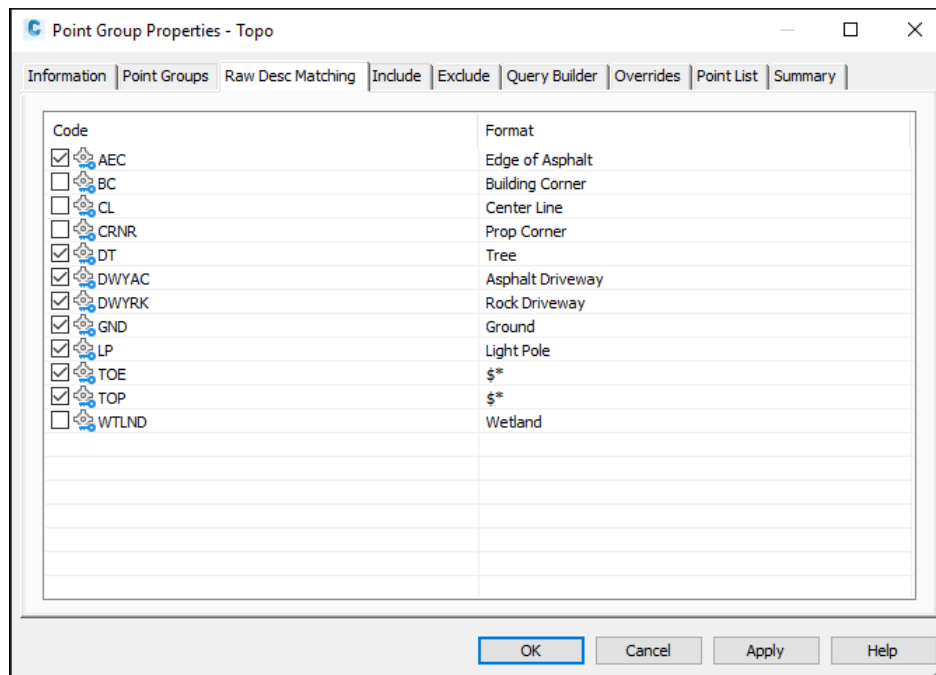 C Point Group Properties - Topo
Information Point Groups Raw Desc Matching Include Exclude Query Builder Overrides Point List Summary
Code Format
AEC Edge of Asphalt
BC Building Corner
CL Center Line
CRNR Prop Corner
DT Tree
DWYAC Asphalt Driveway
DWYRK Rock Driveway
GND Ground
LP Light Pole
TOE $*
TOP $*
WTLND Wetland
OK Cancel Apply Help